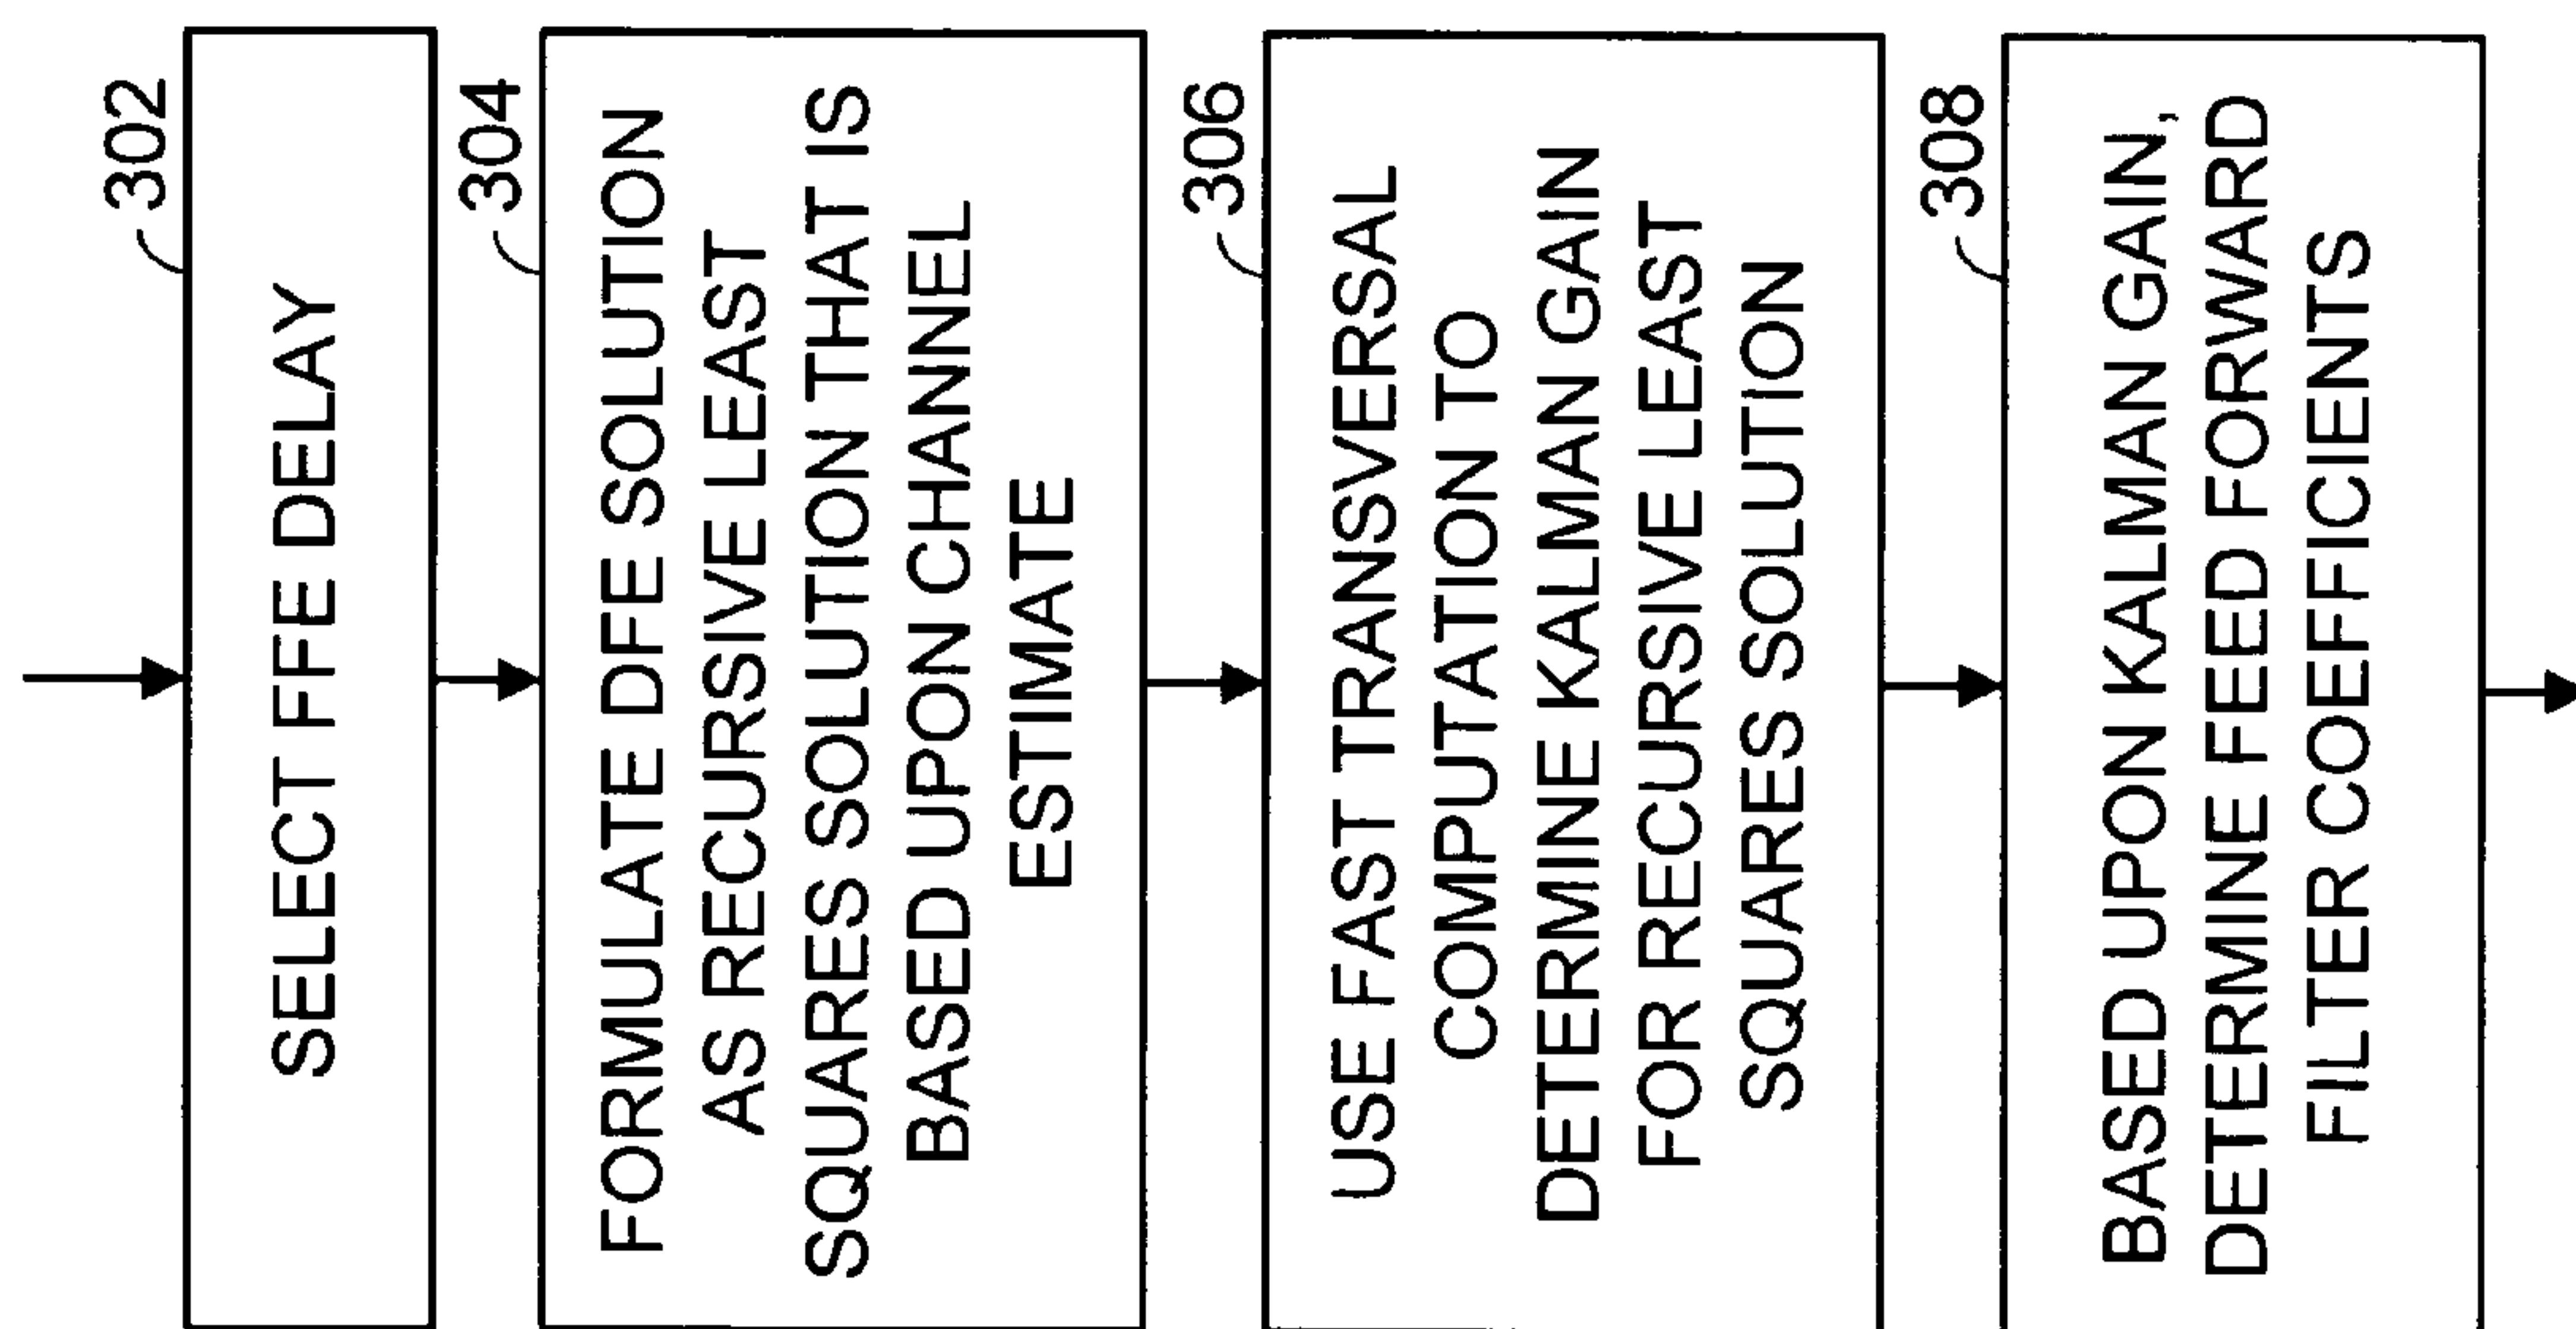 302
SELECT FFE DELAY
304
FORMULATE DFE SOLUTION
AS RECURSIVE LEAST
SQUARES SOLUTION THAT IS
BASED UPON CHANNEL
ESTIMATE
306
USE FAST TRANSVERSAL
COMPUTATION TO
DETERMINE KALMAN GAIN
FOR RECURSIVE LEAST
SQUARES SOLUTION
308
BASED UPON KALMAN GAIN,
DETERMINE FEED FORWARD
FILTER COEFFICIENTS